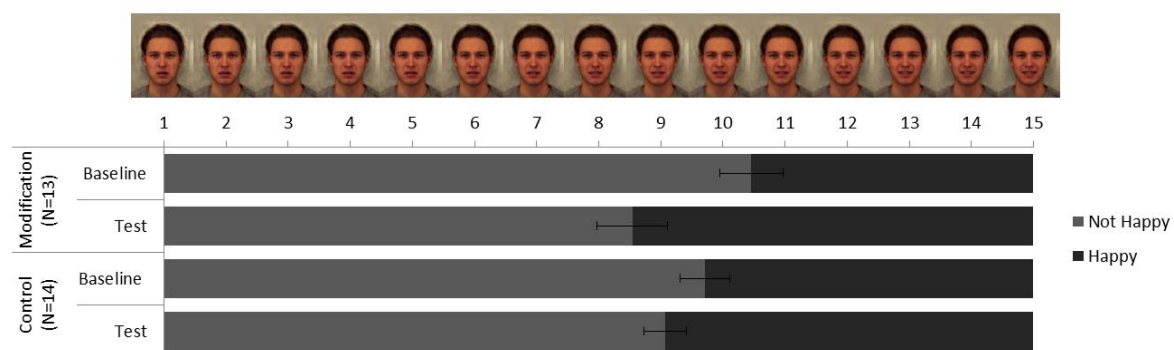 1 2 3 4 5 6 7 8 9 10 11 12 13 14 15
Modification
(N=13)
Baseline
Test
Control
(N=14)
Baseline
Test
Not Happy
Happy